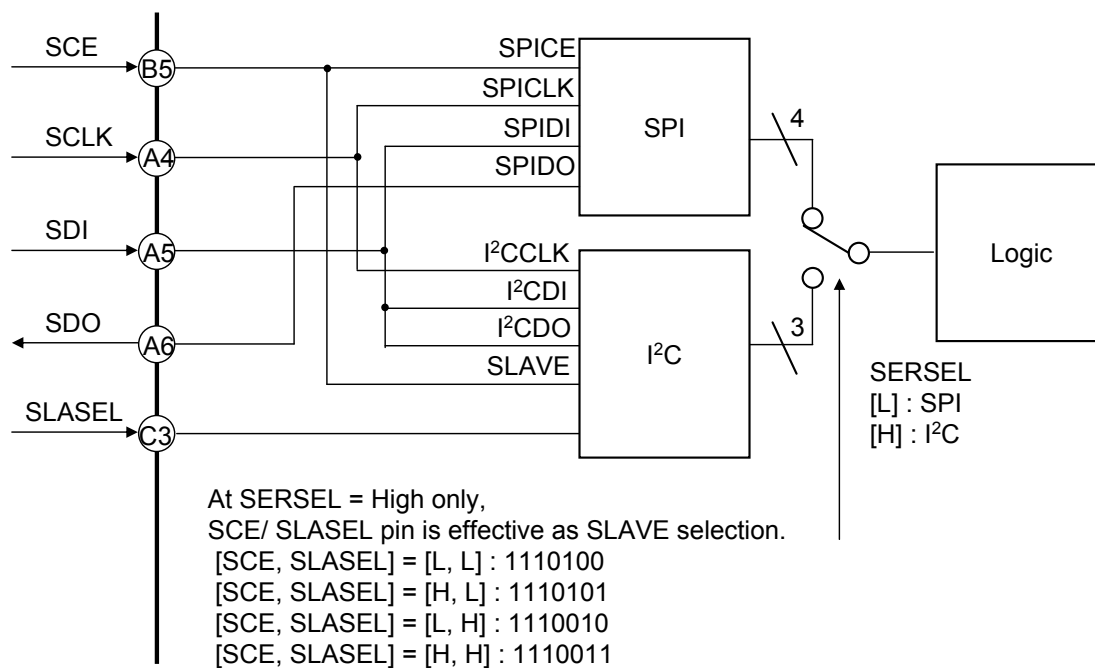 SCE
B5
SPICE
SPICLK
SCLK
A4
SPIDI
SPIDO
SPI
4
SDI
A5
I²CCLK
I²CDI
I²CDO
SLAVE
I²C
3
Logic
SDO
A6
SLASEL
C3
SERSEL
[L] : SPI
[H] : I²C
At SERSEL = High only,
SCE/ SLASEL pin is effective as SLAVE selection.
[SCE, SLASEL] = [L, L] : 1110100
[SCE, SLASEL] = [H, L] : 1110101
[SCE, SLASEL] = [L, H] : 1110010
[SCE, SLASEL] = [H, H] : 1110011